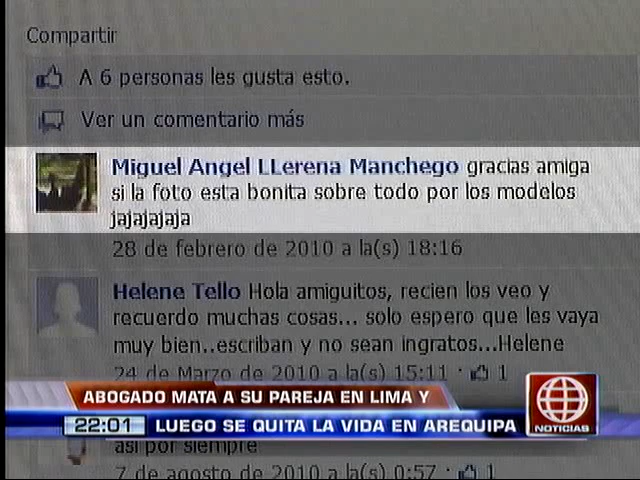 Compartir
A 6 personas les gusta esto.
Ver un comentario más
Miguel Angel LLerena Manchego gracias amiga
si la foto esta bonita sobre todo por los modelos
jajajajaja
28 de febrero de 2010 a la(s) 18:16
Helene Tello Hola amiguitos, recien los veo y
recuerdo muchas cosas... solo espero que les vaya
muy bien..escriban y no sean ingratos...Helene
24 de Marzo de 2010 a la(s) 15:11 · 1
ABOGADO MATA A SU PAREJA EN LIMA Y
22:01 LUEGO SE QUITA LA VIDA EN AREQUIPA
NOTICIAS
así por siempre
7 de agosto de 2010 a la(s) 0:57 · 1